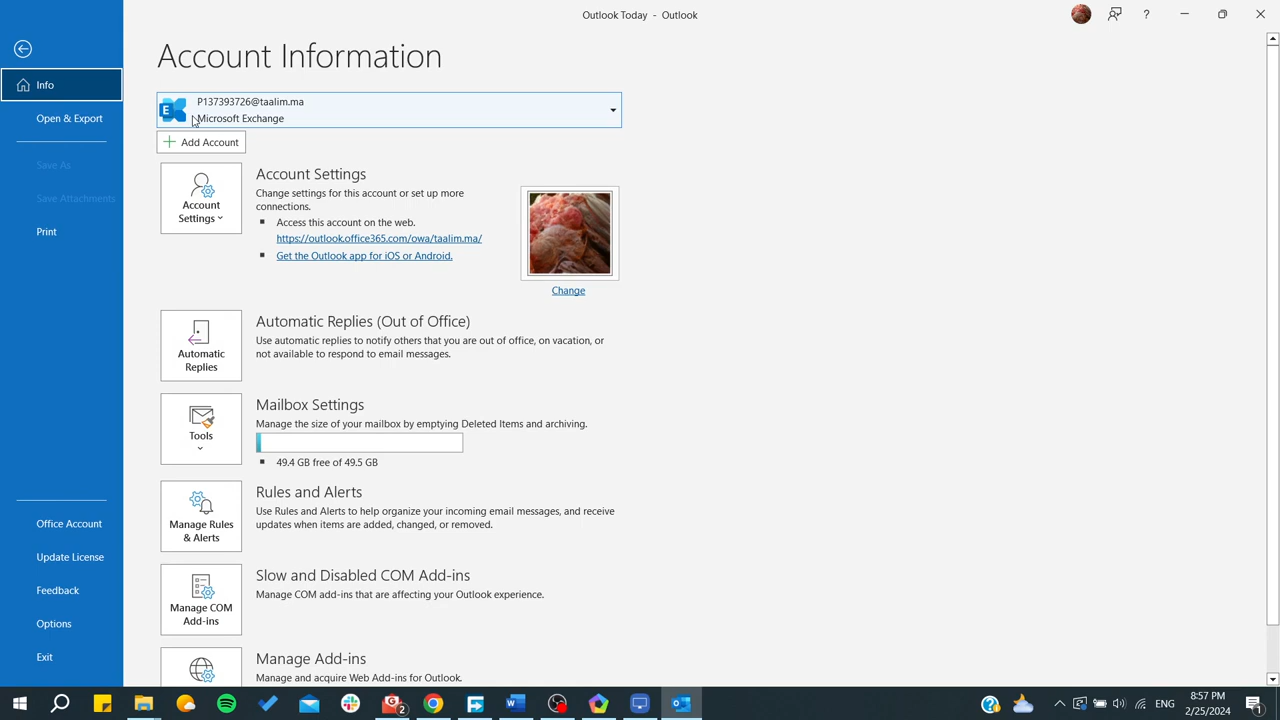 Outlook Today - Outlook
?
Account Information
Info
P137393726@taalim.ma
E
Microsoft Exchange
Open & Export
Add Account
Save As
Account Settings
Change settings for this account or set up more
connections.
Save Attachments
Account
Settings
Access this account on the web.
https://outlook.office365.com/owa/taalim.ma/
Print
Get the Outlook app for iOS or Android.
Change
Automatic Replies (Out of Office)
Use automatic replies to notify others that you are out of office, on vacation, or
not available to respond to email messages.
Automatic
Replies
Mailbox Settings
Manage the size of your mailbox by emptying Deleted Items and archiving.
Tools
49.4 GB free of 49.5 GB
Rules and Alerts
Use Rules and Alerts to help organize your incoming email messages, and receive
updates when items are added, changed, or removed.
Manage Rules
& Alerts
Office Account
Update License
Slow and Disabled COM Add-ins
Manage COM add-ins that are affecting your Outlook experience.
Manage COM
Add-ins
Feedback
Options
Exit
Manage Add-ins
Manage and acquire Web Add-ins for Outlook.
ENG
8:57 PM
2/25/2024